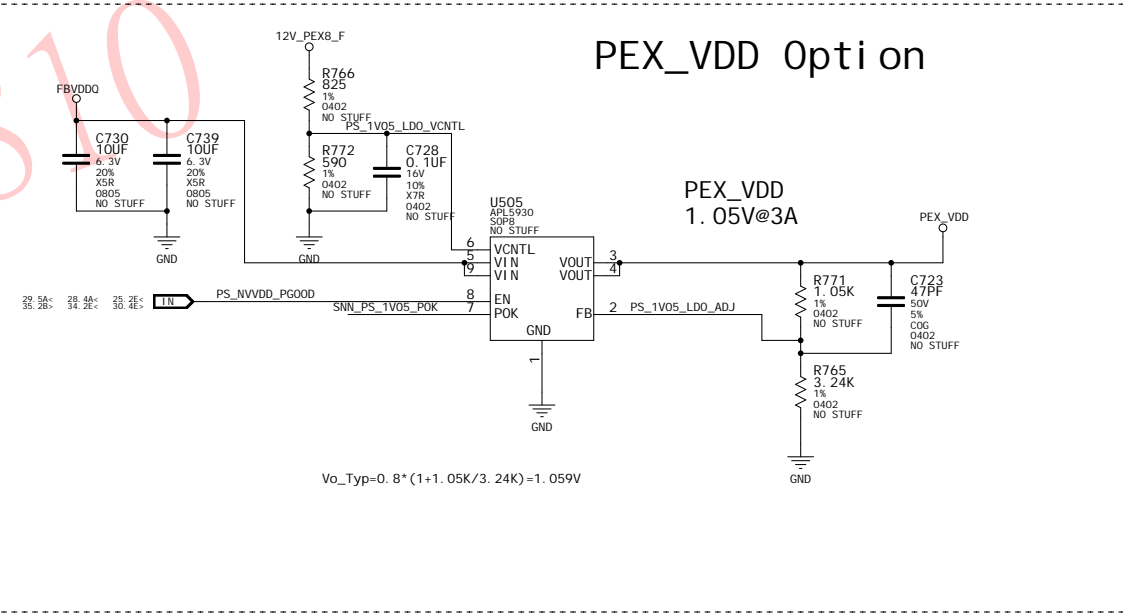 PEX_VDD Option
12V_PEX8_F
R766
825
1%
0402
NO STUFF
FBVDDQ
C730
10UF
6.3V
20%
X5R
0805
NO STUFF
C739
10UF
6.3V
20%
X5R
0805
NO STUFF
PS_1V05_LDO_VCNTL
R772
590
1%
0402
NO STUFF
C728
0.1UF
16V
10%
X7R
0402
NO STUFF
GND
GND
U505
APL5930
SOP8
NO STUFF
6 VCNTL
5 VIN
9 VIN
8 EN
7 POK
VOUT 3
VOUT 4
FB 2
GND
1
GND
PEX_VDD
1.05V@3A
PEX_VDD
29.5A< 28.4A< 25.2E<
35.2B> 34.2E< 30.4E>
IN
PS_NVVDD_PGOOD
SNN_PS_1V05_POK
PS_1V05_LDO_ADJ
R771
1.05K
1%
0402
NO STUFF
C723
47PF
50V
5%
COG
0402
NO STUFF
R765
3.24K
1%
0402
NO STUFF
GND
Vo_Typ=0.8*(1+1.05K/3.24K)=1.059V
810